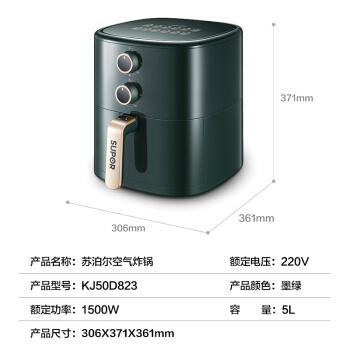 SUPOR
371mm
306mm
361mm
产品名称: 苏泊尔空气炸锅 额定电压: 220V
产品型号: KJ50D823 产品颜色: 墨绿
额定功率: 1500W 容 量: 5L
产品尺寸: 306X371X361mm